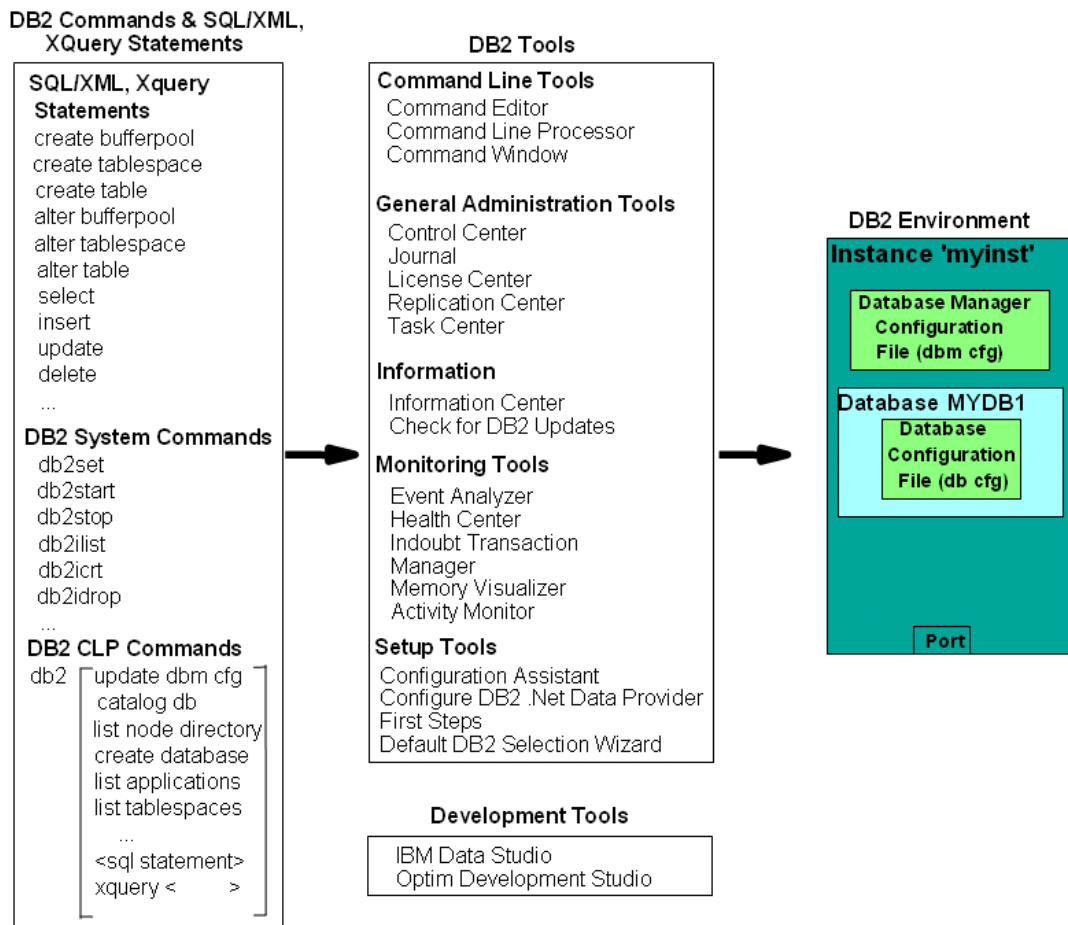 DB2 Commands & SQL/XML,
XQuery Statements
SQL/XML, Xquery
Statements
create bufferpool
create tablespace
create table
alter bufferpool
alter tablespace
alter table
select
insert
update
delete
...
DB2 System Commands
db2set
db2start
db2stop
db2ilist
db2icrt
db2idrop
...
DB2 CLP Commands
db2
update dbm cfg
catalog db
list node directory
create database
list applications
list tablespaces
...
<sql statement>
xquery < >
DB2 Tools
Command Line Tools
Command Editor
Command Line Processor
Command Window
General Administration Tools
Control Center
Journal
License Center
Replication Center
Task Center
Information
Information Center
Check for DB2 Updates
Monitoring Tools
Event Analyzer
Health Center
Indoubt Transaction
Manager
Memory Visualizer
Activity Monitor
Setup Tools
Configuration Assistant
Configure DB2 .Net Data Provider
First Steps
Default DB2 Selection Wizard
Development Tools
IBM Data Studio
Optim Development Studio
DB2 Environment
Instance 'myinst'
Database Manager
Configuration
File (dbm cfg)
Database MYDB1
Database
Configuration
File (db cfg)
Port